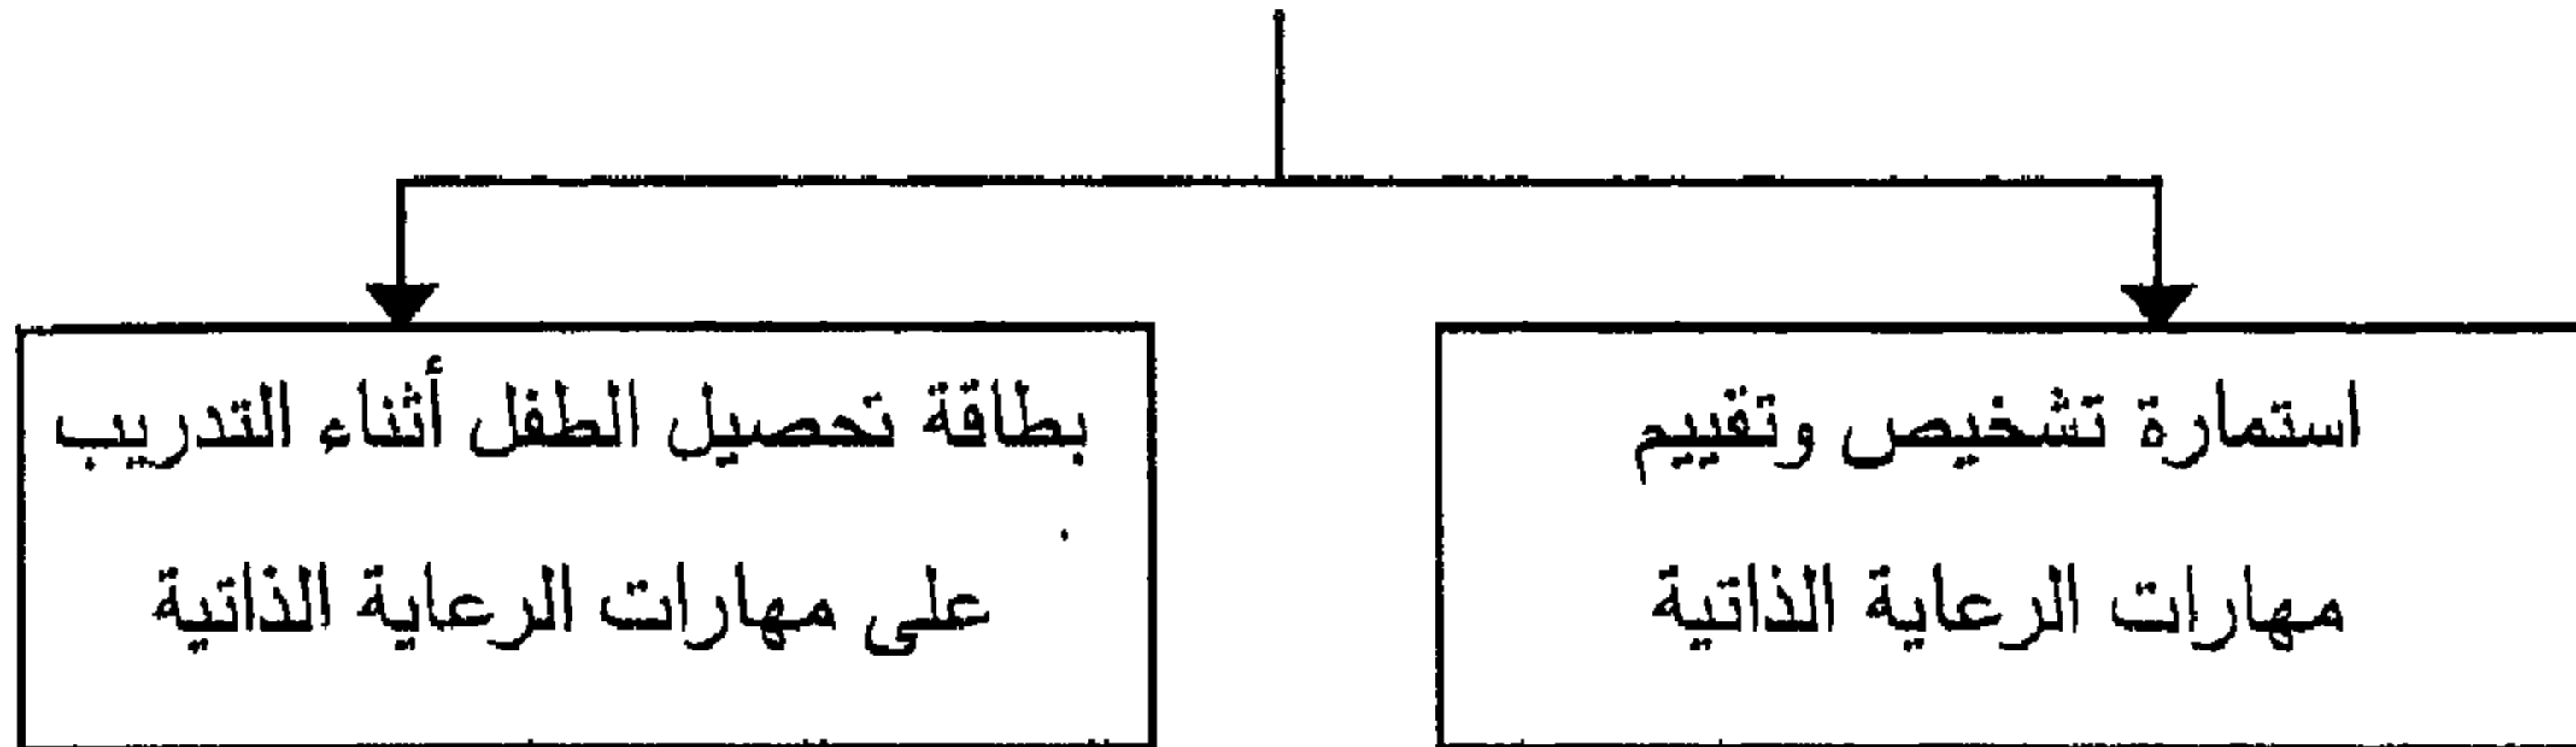 استمارة تشخيص وتقييم
مهارات الرعاية الذاتية
بطاقة تحصيل الطفل أثناء التدريب
على مهارات الرعاية الذاتية